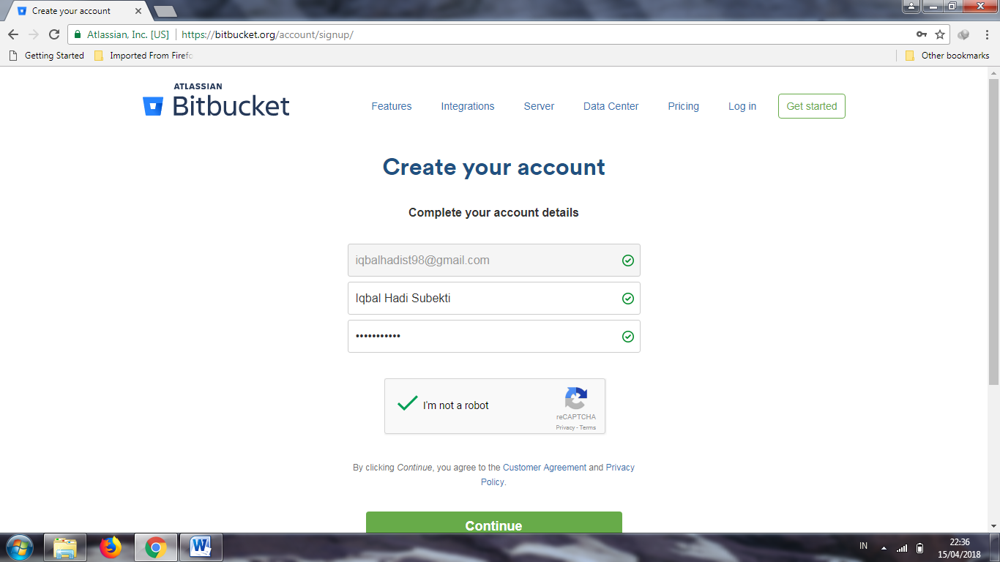 Create your account
Atlassian, Inc. [US] https://bitbucket.org/account/signup/
Getting Started Imported From Firefo Other bookmarks
ATLASSIAN
Bitbucket
Features Integrations Server Data Center Pricing Log in Get started
Create your account
Complete your account details
iqbalhadist98@gmail.com
Iqbal Hadi Subekti
•••••••••••
I'm not a robot
reCAPTCHA
Privacy - Terms
By clicking Continue, you agree to the Customer Agreement and Privacy
Policy.
Continue
IN
22:36
15/04/2018